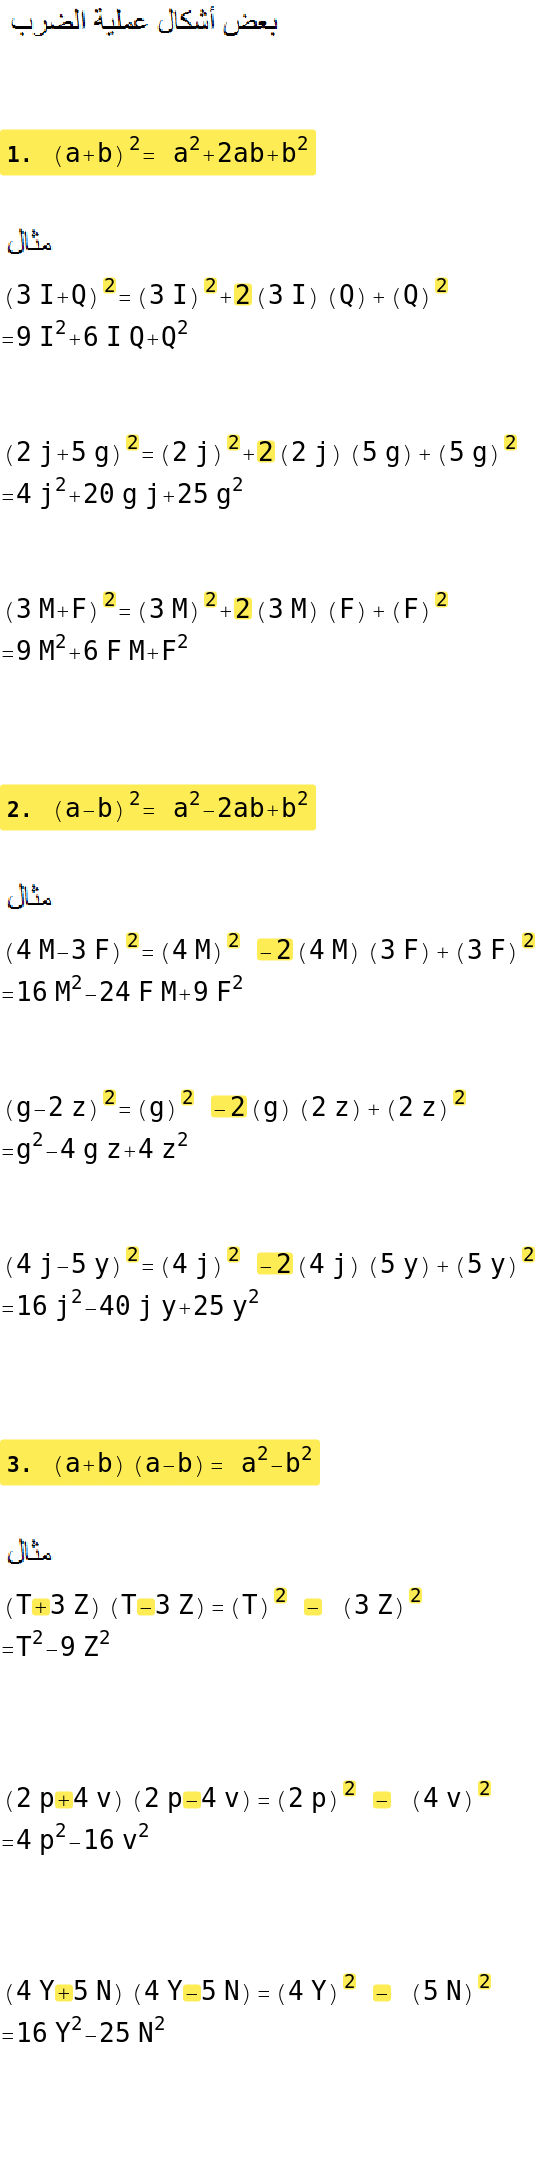 بعض أشكال عملية الضرب
1. (a+b)²= a²+2ab+b²
مثال
(3 I+Q)²=(3 I)²+2(3 I)(Q)+(Q)²
=9 I²+6 I Q+Q²
(2 j+5 g)²=(2 j)²+2(2 j)(5 g)+(5 g)²
=4 j²+20 g j+25 g²
(3 M+F)²=(3 M)²+2(3 M)(F)+(F)²
=9 M²+6 F M+F²
2. (a−b)²= a²−2ab+b²
مثال
(4 M−3 F)²=(4 M)² −2(4 M)(3 F)+(3 F)²
=16 M²−24 F M+9 F²
(g−2 z)²=(g)² −2(g)(2 z)+(2 z)²
=g²−4 g z+4 z²
(4 j−5 y)²=(4 j)² −2(4 j)(5 y)+(5 y)²
=16 j²−40 j y+25 y²
3. (a+b)(a−b)= a²−b²
مثال
(T+3 Z)(T−3 Z)=(T)² − (3 Z)²
=T²−9 Z²
(2 p+4 v)(2 p−4 v)=(2 p)² − (4 v)²
=4 p²−16 v²
(4 Y+5 N)(4 Y−5 N)=(4 Y)² − (5 N)²
=16 Y²−25 N²